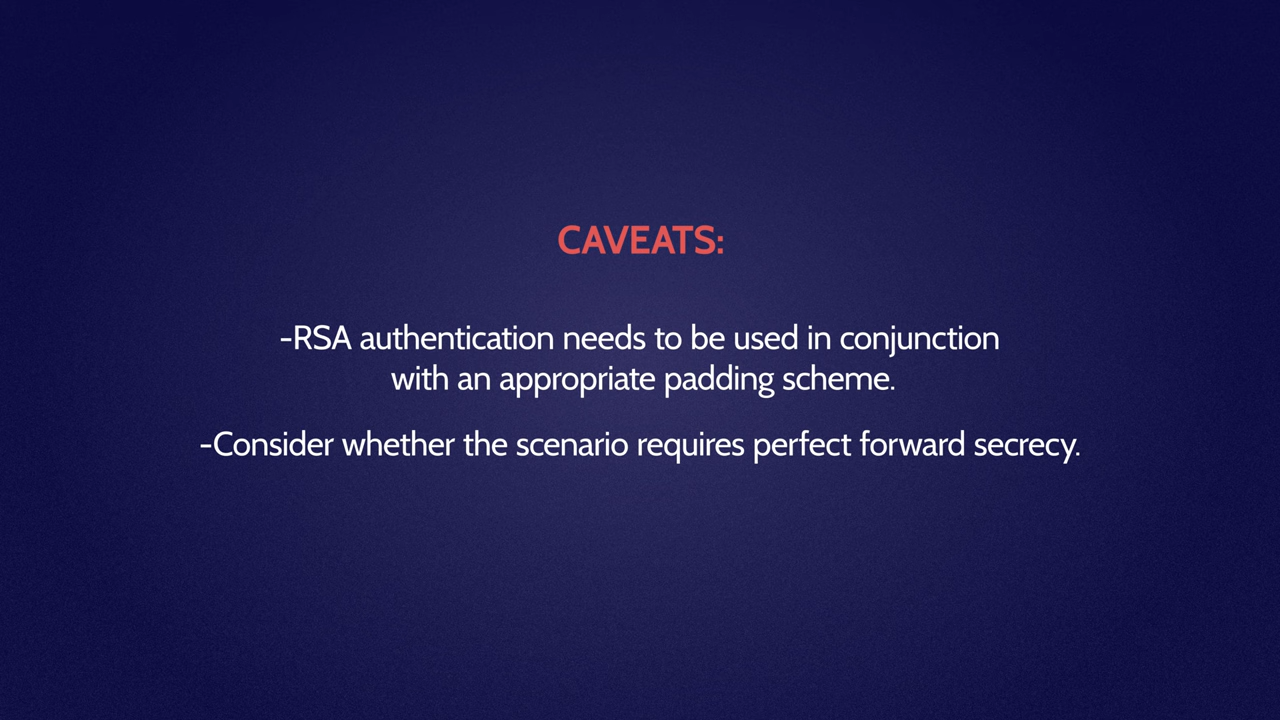 CAVEATS:
-RSA authentication needs to be used in conjunction
with an appropriate padding scheme.
-Consider whether the scenario requires perfect forward secrecy.